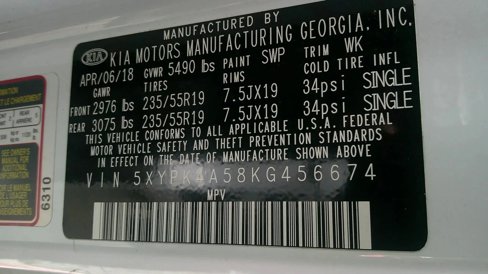 MANUFACTURED BY
KIA KIA MOTORS MANUFACTURING GEORGIA, INC.
APR/06/18 GVWR 5490 lbs PAINT SWP TRIM WK
GAWR TIRES RIMS COLD TIRE INFL
FRONT 2976 lbs 235/55R19 7.5JX19 34psi SINGLE
REAR 3075 lbs 235/55R19 7.5JX19 34psi SINGLE
THIS VEHICLE CONFORMS TO ALL APPLICABLE U.S.A. FEDERAL
MOTOR VEHICLE SAFETY AND THEFT PREVENTION STANDARDS
IN EFFECT ON THE DATE OF MANUFACTURE SHOWN ABOVE
VIN 5XYPK4A58KG456674
MPV
6310